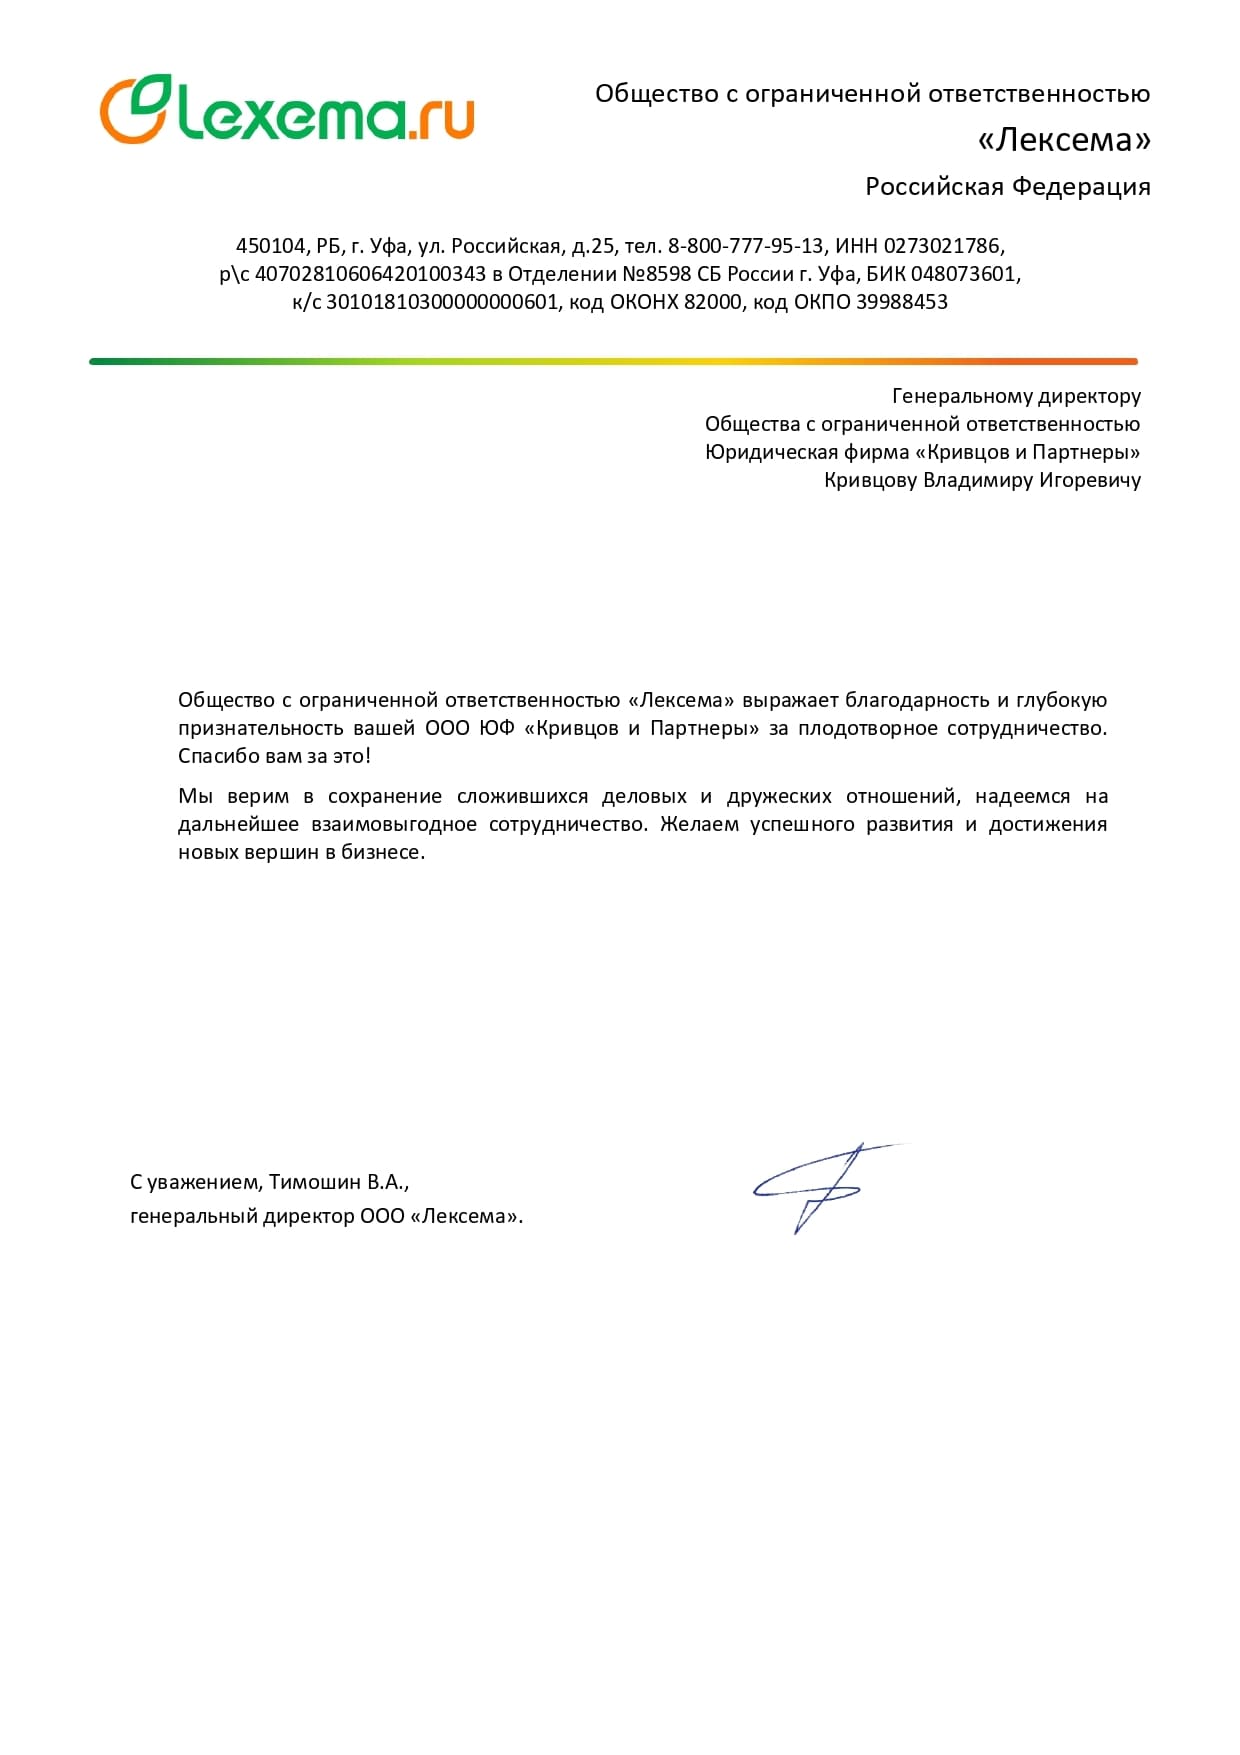 Lexema.ru
Общество с ограниченной ответственностью
«Лексема»
Российская Федерация
450104, РБ, г. Уфа, ул. Российская, д.25, тел. 8-800-777-95-13, ИНН 0273021786,
р\с 40702810606420100343 в Отделении №8598 СБ России г. Уфа, БИК 048073601,
к/с 30101810300000000601, код ОКОНХ 82000, код ОКПО 39988453
Генеральному директору
Общества с ограниченной ответственностью
Юридическая фирма «Кривцов и Партнеры»
Кривцову Владимиру Игоревичу
Общество с ограниченной ответственностью «Лексема» выражает благодарность и глубокую
признательность вашей ООО ЮФ «Кривцов и Партнеры» за плодотворное сотрудничество.
Спасибо вам за это!
Мы верим в сохранение сложившихся деловых и дружеских отношений, надеемся на
дальнейшее взаимовыгодное сотрудничество. Желаем успешного развития и достижения
новых вершин в бизнесе.
С уважением, Тимошин В.А.,
генеральный директор ООО «Лексема».